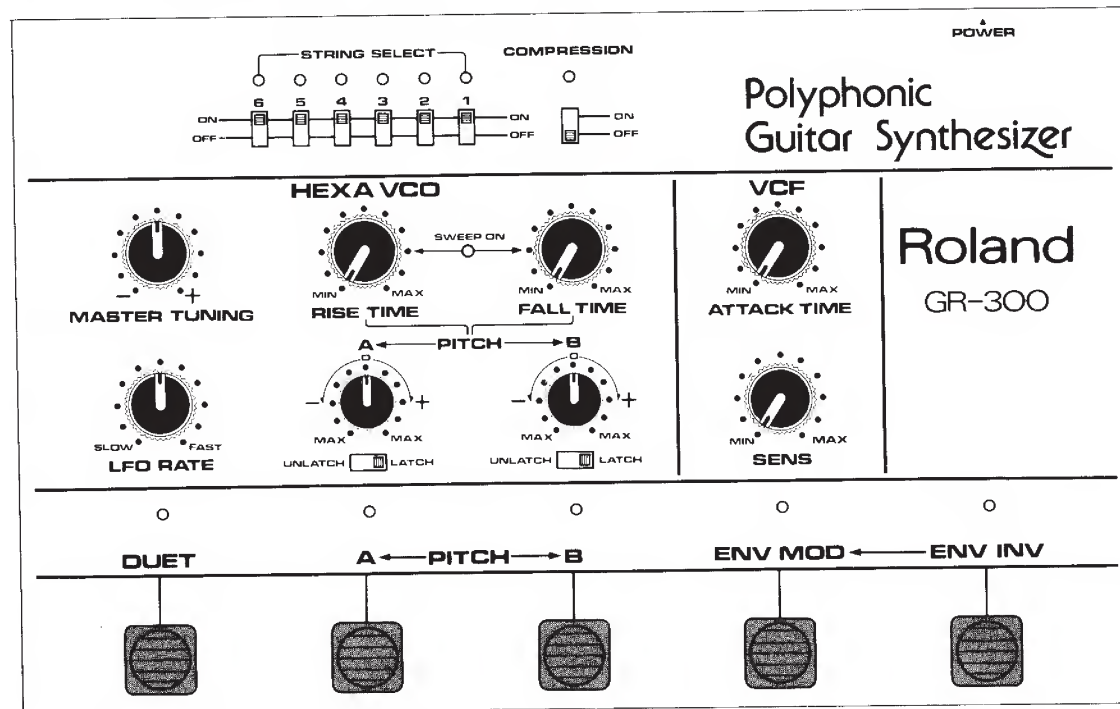 POWER
STRING SELECT COMPRESSION
6 5 4 3 2 1
ON ON ON
OFF OFF OFF
Polyphonic
Guitar Synthesizer
HEXA VCO
VCF
SWEEP ON
- +
MIN MAX
MIN MAX
MIN MAX
MASTER TUNING
RISE TIME
FALL TIME
ATTACK TIME
Roland
GR-300
A PITCH B
0 0
- +
- +
SLOW FAST
MAX MAX
MAX MAX
MIN MAX
LFO RATE
UNLATCH LATCH
UNLATCH LATCH
SENS
DUET
A PITCH B
ENV MOD
ENV INV